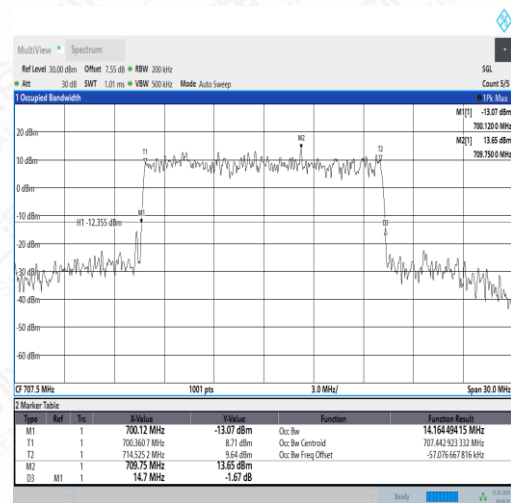 MultiView Spectrum
Ref Level 30.00 dBm Offset 7.55 dB RBW 200 kHz SGL
Att 30 dB SWT 1.01 ms VBW 500 kHz Mode Auto Sweep Count 5/5
1 Occupied Bandwidth 1Pk Max
M1[1] -13.07 dBm
700.120 0 MHz
M2[1] 13.65 dBm
709.750 0 MHz
20 dBm
T1 M2 T2
10 dBm
0 dBm
-10 dBm
M1
H1 -12.355 dBm D3
-20 dBm
-30 dBm
-40 dBm
-50 dBm
-60 dBm
CF 707.5 MHz 1001 pts 3.0 MHz/ Span 30.0 MHz
2 Marker Table
Type Ref Trc X-Value Y-Value Function Function Result
M1 1 700.12 MHz -13.07 dBm Occ Bw 14.164 494 15 MHz
T1 1 700.360 7 MHz 8.71 dBm Occ Bw Centroid 707.442 923 332 MHz
T2 1 714.525 2 MHz 9.64 dBm Occ Bw Freq Offset -57.076 667 816 kHz
M2 1 709.75 MHz 13.65 dBm
D3 M1 1 14.7 MHz -1.67 dB
Ready